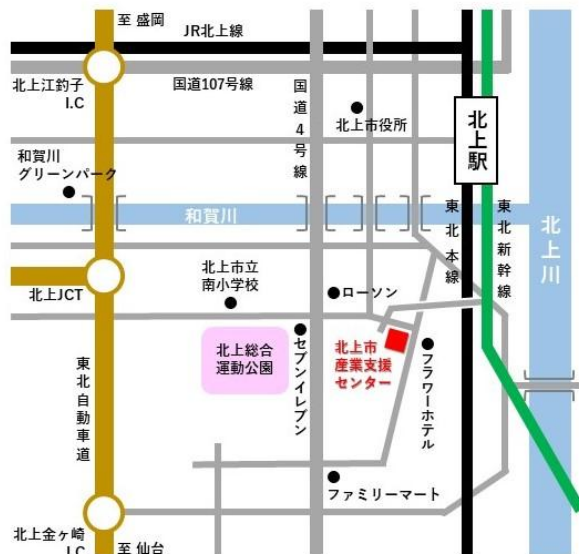 至 盛岡
JR北上線
北上江釣子
I.C
国道107号線
国道4号線
北上市役所
北上駅
和賀川
グリーンパーク
和賀川
東北本線
東北新幹線
北上川
北上JCT
北上市立
南小学校
ローソン
北上総合
運動公園
セブンイレブン
北上市
産業支援
センター
フラワーホテル
東北自動車道
ファミリーマート
北上金ヶ崎
I.C
至 仙台